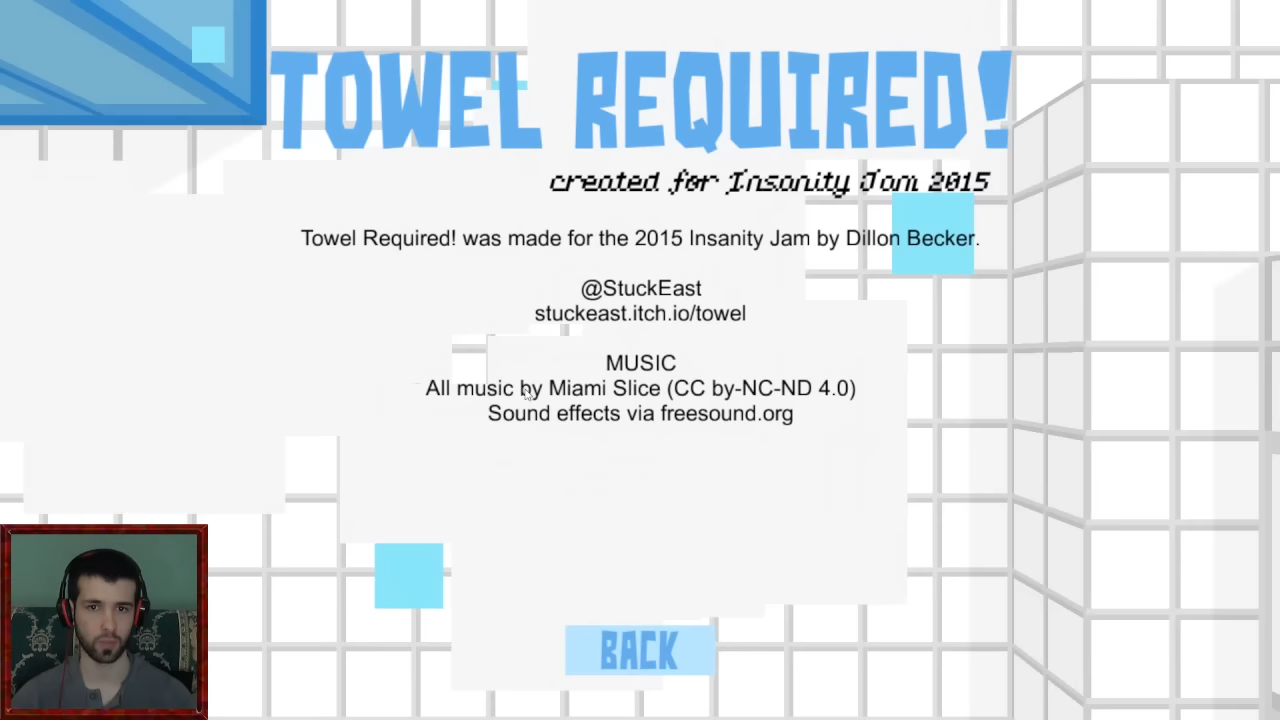 TOWEL REQUIRED!
created for Insanity Jam 2015
Towel Required! was made for the 2015 Insanity Jam by Dillon Becker.
@StuckEast
stuckeast.itch.io/towel
MUSIC
All music by Miami Slice (CC by-NC-ND 4.0)
Sound effects via freesound.org
BACK